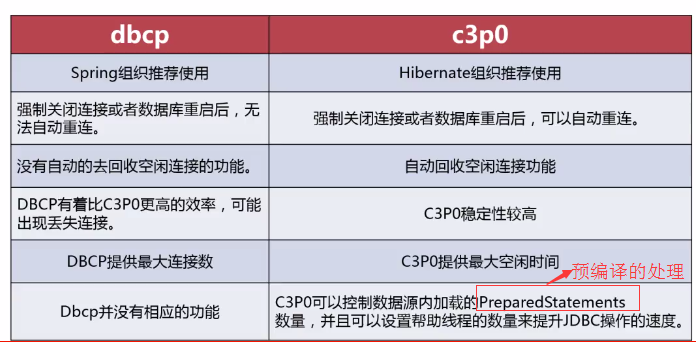 dbcp
c3p0
Spring组织推荐使用
Hibernate组织推荐使用
强制关闭连接或者数据库重启后，无
法自动重连。
强制关闭连接或者数据库重启后，可以自动重连。
没有自动的去回收空闲连接的功能。
自动回收空闲连接功能
DBCP有着比C3P0更高的效率，可能
出现丢失连接。
C3P0稳定性较高
DBCP提供最大连接数
C3P0提供最大空闲时间
预编译的处理
Dbcp并没有相应的功能
C3P0可以控制数据源内加载的PreparedStatements
数量，并且可以设置帮助线程的数量来提升JDBC操作的速度。